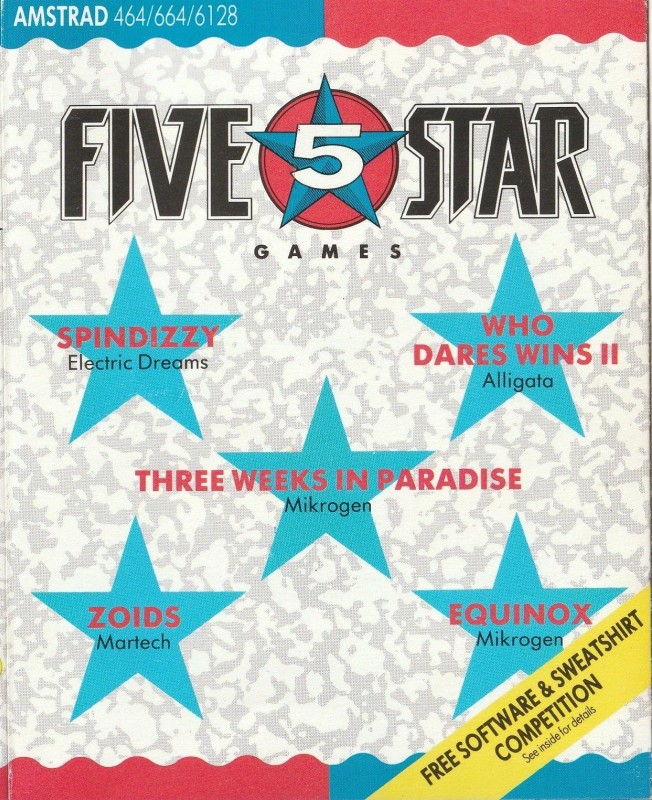 AMSTRAD 464/664/6128
FIVE 5 STAR
GAMES
SPINDIZZY
Electric Dreams
WHO
DARES WINS II
Alligata
THREE WEEKS IN PARADISE
Mikrogen
ZOIDS
Martech
EQUINOX
Mikrogen
FREE SOFTWARE & SWEATSHIRT
COMPETITION
See inside for details